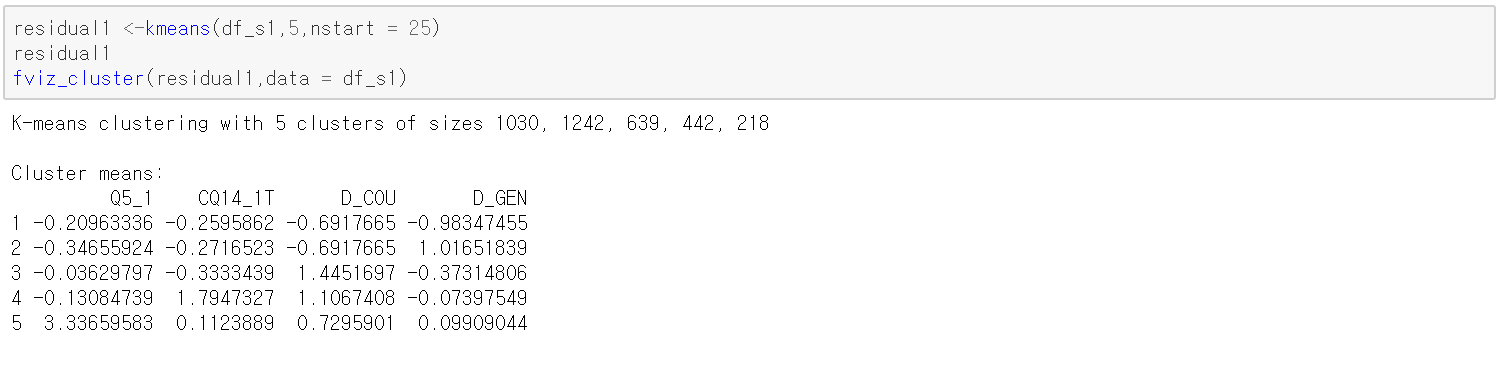 residual1 <-kmeans(df_s1,5,nstart = 25)
residual1
fviz_cluster(residual1,data = df_s1)
K-means clustering with 5 clusters of sizes 1030, 1242, 639, 442, 218
Cluster means:
Q5_1 CQ14_1T D_COU D_GEN
1 -0.20963336 -0.2595862 -0.6917665 -0.98347455
2 -0.34655924 -0.2716523 -0.6917665 1.01651839
3 -0.03629797 -0.3333439 1.4451697 -0.37314806
4 -0.13084739 1.7947327 1.1067408 -0.07397549
5 3.33659583 0.1123889 0.7295901 0.09909044